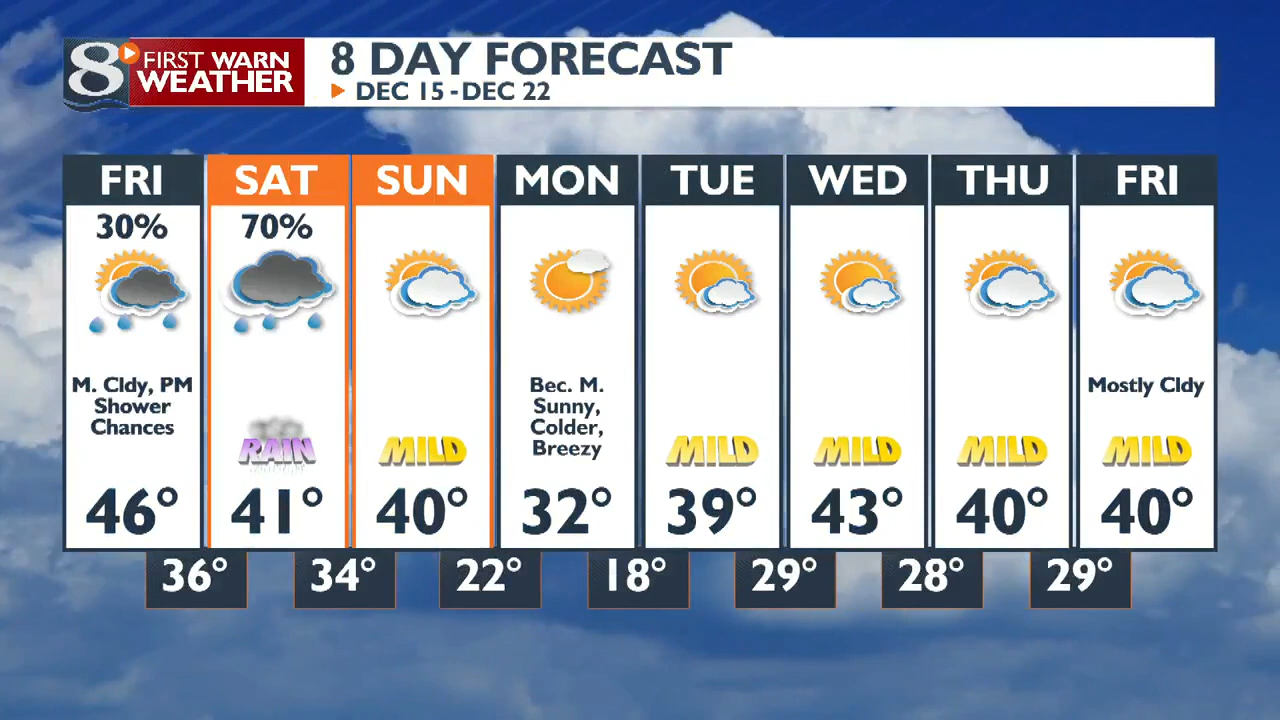 8 FIRST WARN
WEATHER
8 DAY FORECAST
DEC 15 - DEC 22
FRI SAT SUN MON TUE WED THU FRI
30% 70%
M. Cldy, PM
Shower
Chances
RAIN
MILD
Bec. M.
Sunny,
Colder,
Breezy
MILD
MILD
MILD
Mostly Cldy
MILD
46° 41° 40° 32° 39° 43° 40° 40°
36° 34° 22° 18° 29° 28° 29°